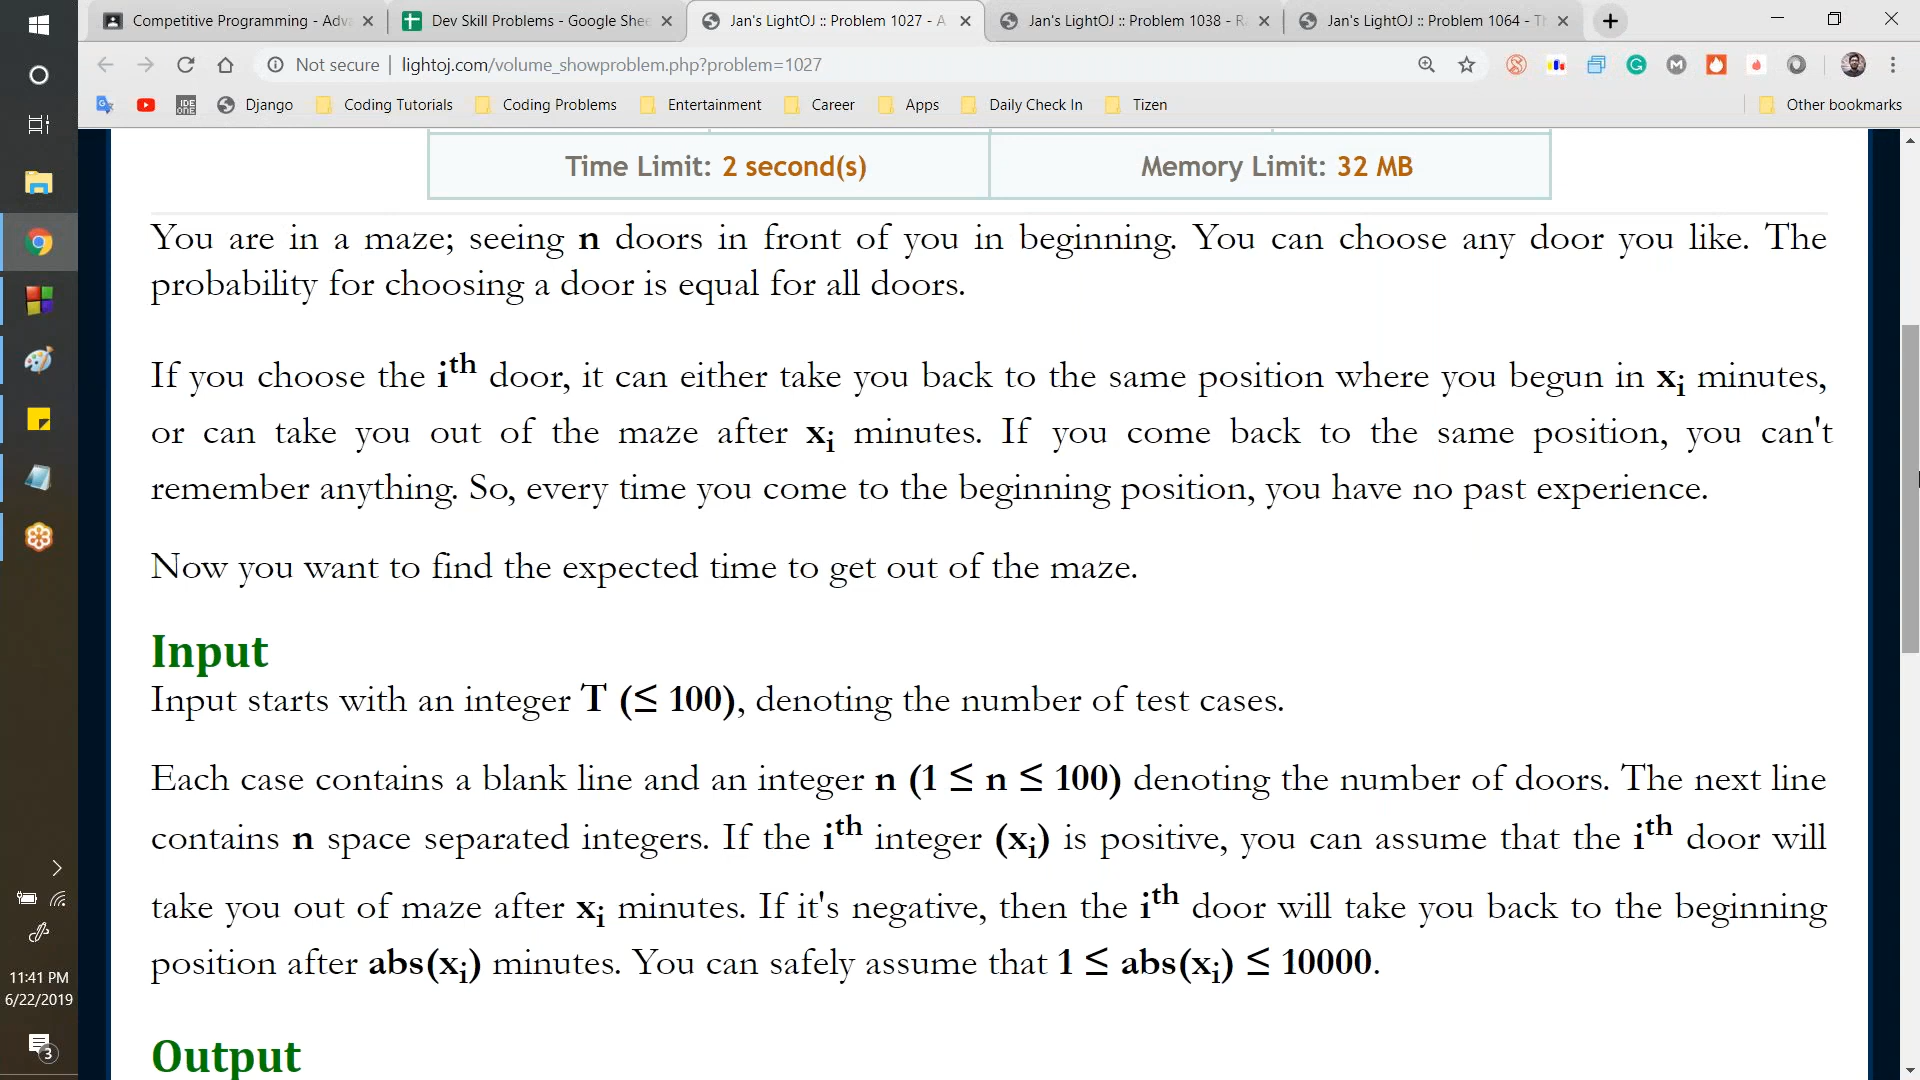 Competitive Programming - Adv
Dev Skill Problems - Google Shee
Jan's LightOJ :: Problem 1027 - A
Jan's LightOJ :: Problem 1038 - R
Jan's LightOJ :: Problem 1064 - Th
Not secure | lightoj.com/volume_showproblem.php?problem=1027
IDE ONE Django Coding Tutorials Coding Problems Entertainment Career Apps Daily Check In Tizen Other bookmarks
Time Limit: 2 second(s) Memory Limit: 32 MB
You are in a maze; seeing n doors in front of you in beginning. You can choose any door you like. The
probability for choosing a door is equal for all doors.
If you choose the ith door, it can either take you back to the same position where you begun in xi minutes,
or can take you out of the maze after xi minutes. If you come back to the same position, you can't
remember anything. So, every time you come to the beginning position, you have no past experience.
Now you want to find the expected time to get out of the maze.
Input
Input starts with an integer T (≤ 100), denoting the number of test cases.
Each case contains a blank line and an integer n (1 ≤ n ≤ 100) denoting the number of doors. The next line
contains n space separated integers. If the ith integer (xi) is positive, you can assume that the ith door will
take you out of maze after xi minutes. If it's negative, then the ith door will take you back to the beginning
position after abs(xi) minutes. You can safely assume that 1 ≤ abs(xi) ≤ 10000.
Output
11:41 PM
6/22/2019
3